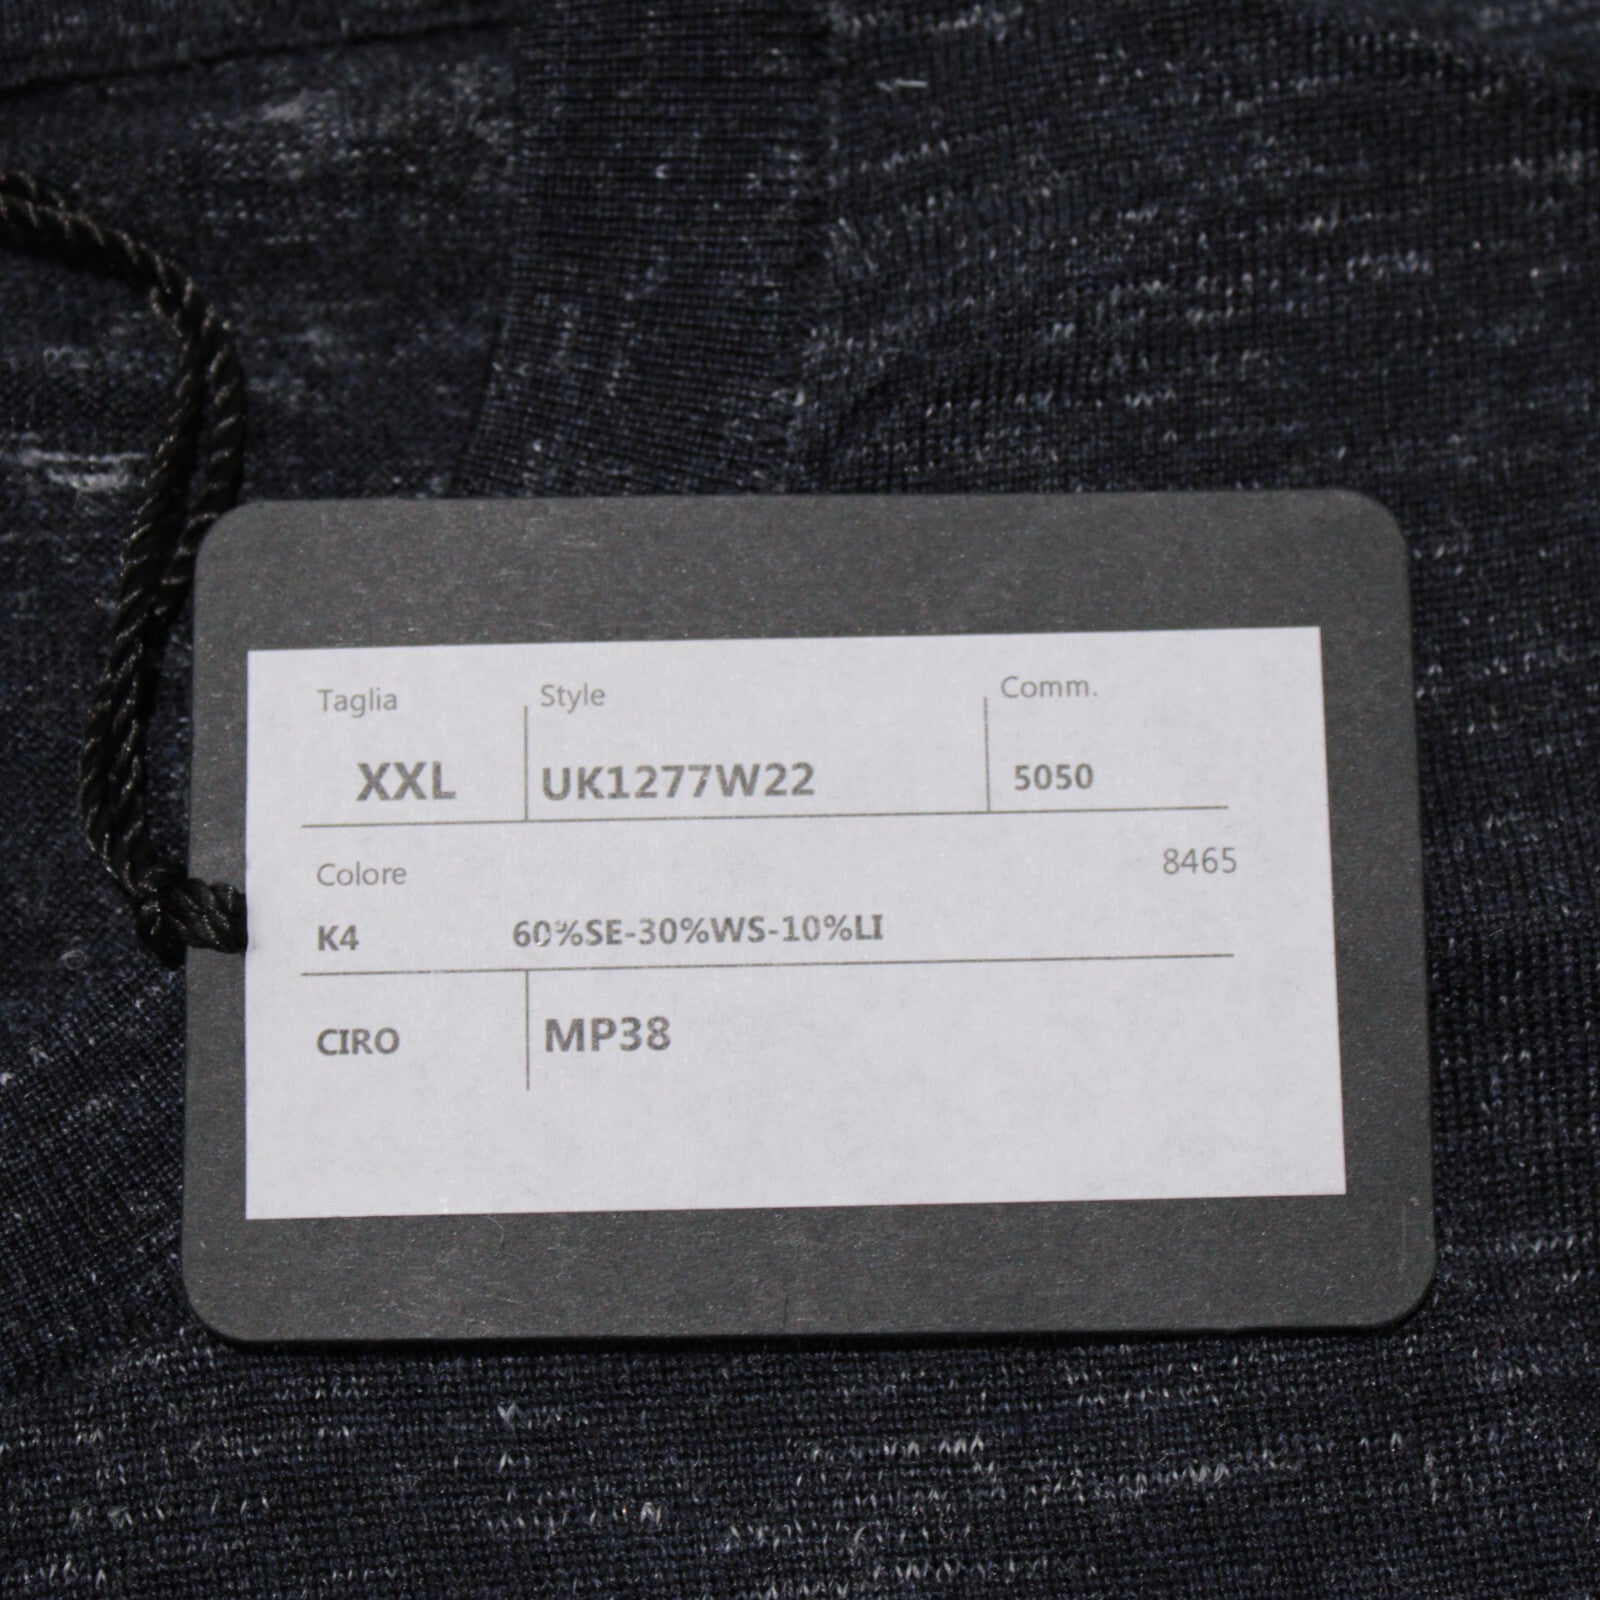 Taglia Style Comm.
XXL UK1277W22 5050
Colore 8465
K4 60%SE-30%WS-10%LI
CIRO MP38